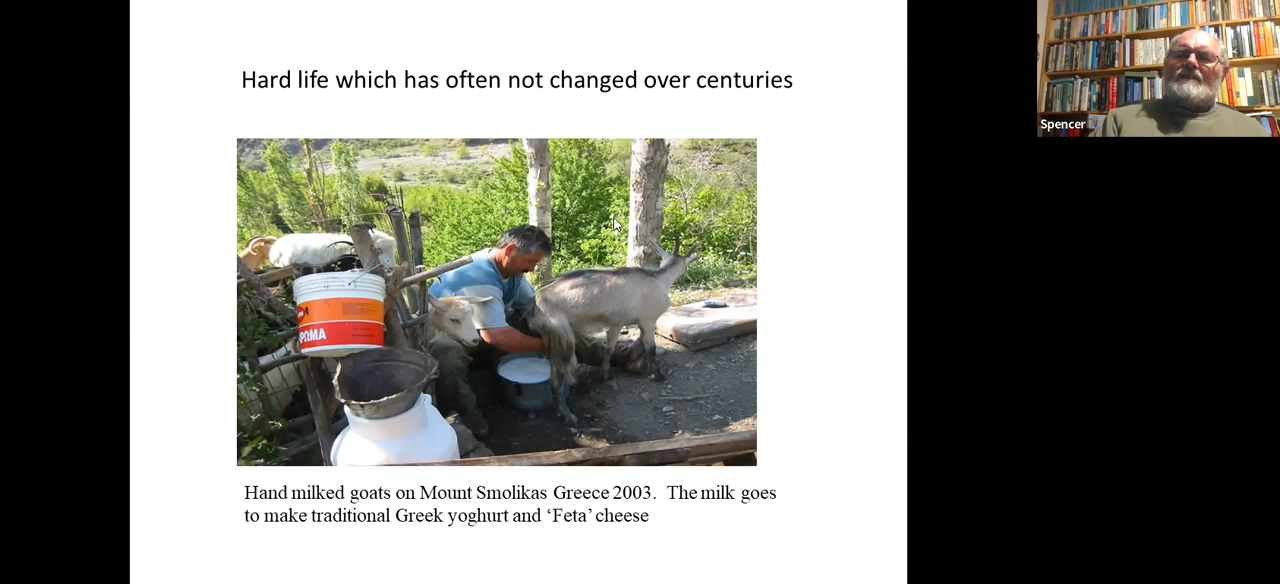 Hard life which has often not changed over centuries
Spencer
ΡΩΜΑ
Hand milked goats on Mount Smolikas Greece 2003.  The milk goes
to make traditional Greek yoghurt and ‘Feta’ cheese